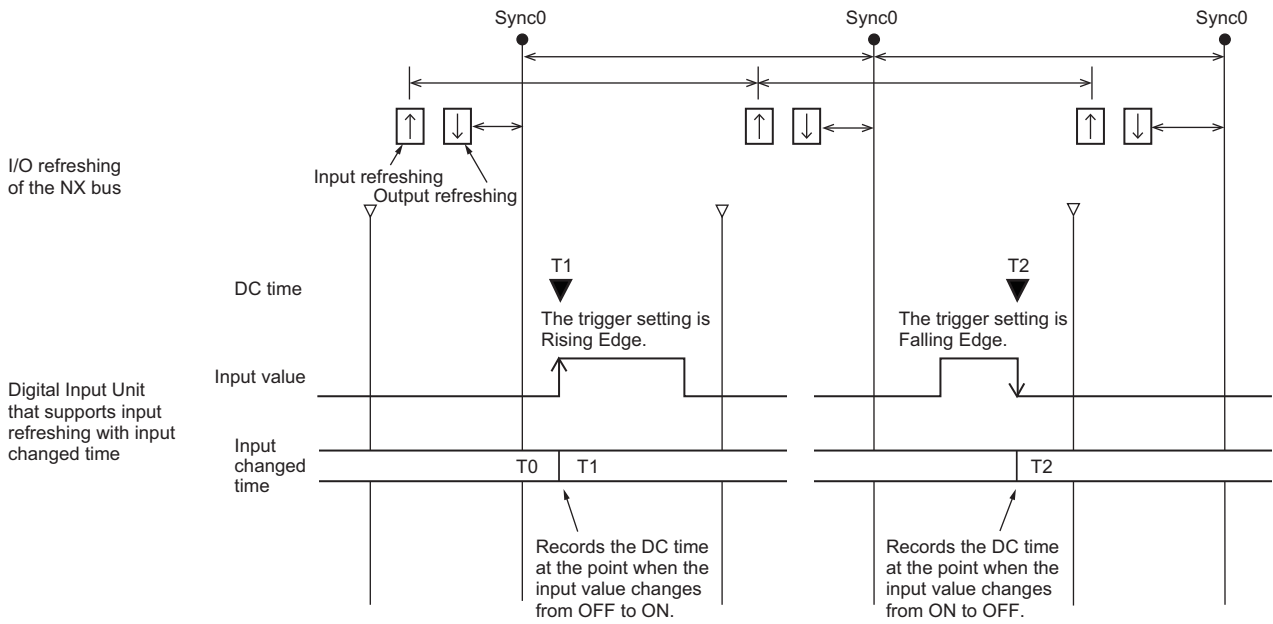 Sync0
Sync0
Sync0
I/O refreshing
of the NX bus
Input refreshing
Output refreshing
DC time
T1
T2
The trigger setting is
Rising Edge.
The trigger setting is
Falling Edge.
Digital Input Unit
that supports input
refreshing with input
changed time
Input value
Input
changed
time
T0
T1
T2
Records the DC time
at the point when the
input value changes
from OFF to ON.
Records the DC time
at the point when the
input value changes
from ON to OFF.